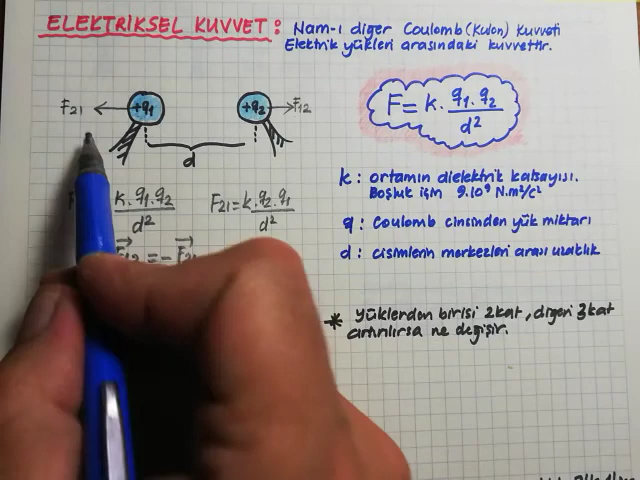 ELEKTRİKSEL KUVVET: Nam-ı diğer Coulomb (Kulon) Kuvveti
Elektrik yükleri arasındaki kuvvettir.
F21 +q1 +q2 F12
d
F = k. q1.q2 / d²
k: ortamın dielektrik katsayısı.
Boşluk için 9.10⁹ N.m²/c²
k.q1.q2 / d² F21 = k.q2.q1 / d²
q: Coulomb cinsinden yük miktarı
F12 = - F21
d: cisimlerin merkezleri arası uzaklık
* Yüklerden birisi 2 kat, diğeri 3 kat
artırılırsa ne değişir.